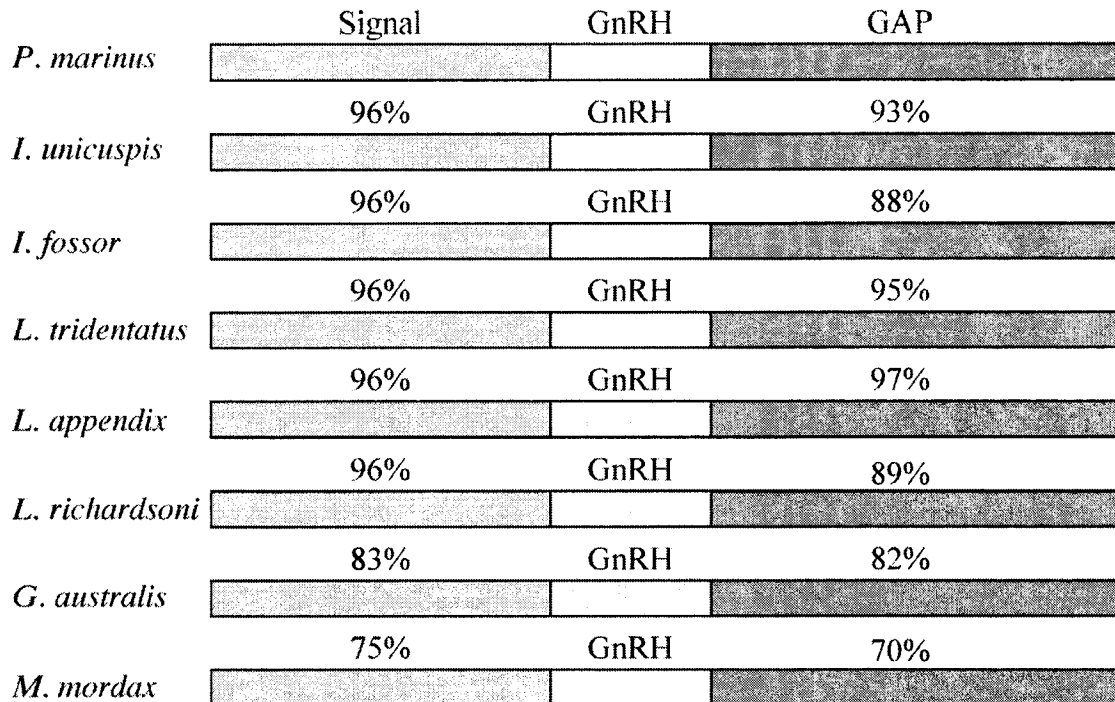 Signal GnRH GAP
P. marinus
96% GnRH 93%
I. unicuspis
96% GnRH 88%
I. fossor
96% GnRH 95%
L. tridentatus
96% GnRH 97%
L. appendix
96% GnRH 89%
L. richardsoni
83% GnRH 82%
G. australis
75% GnRH 70%
M. mordax